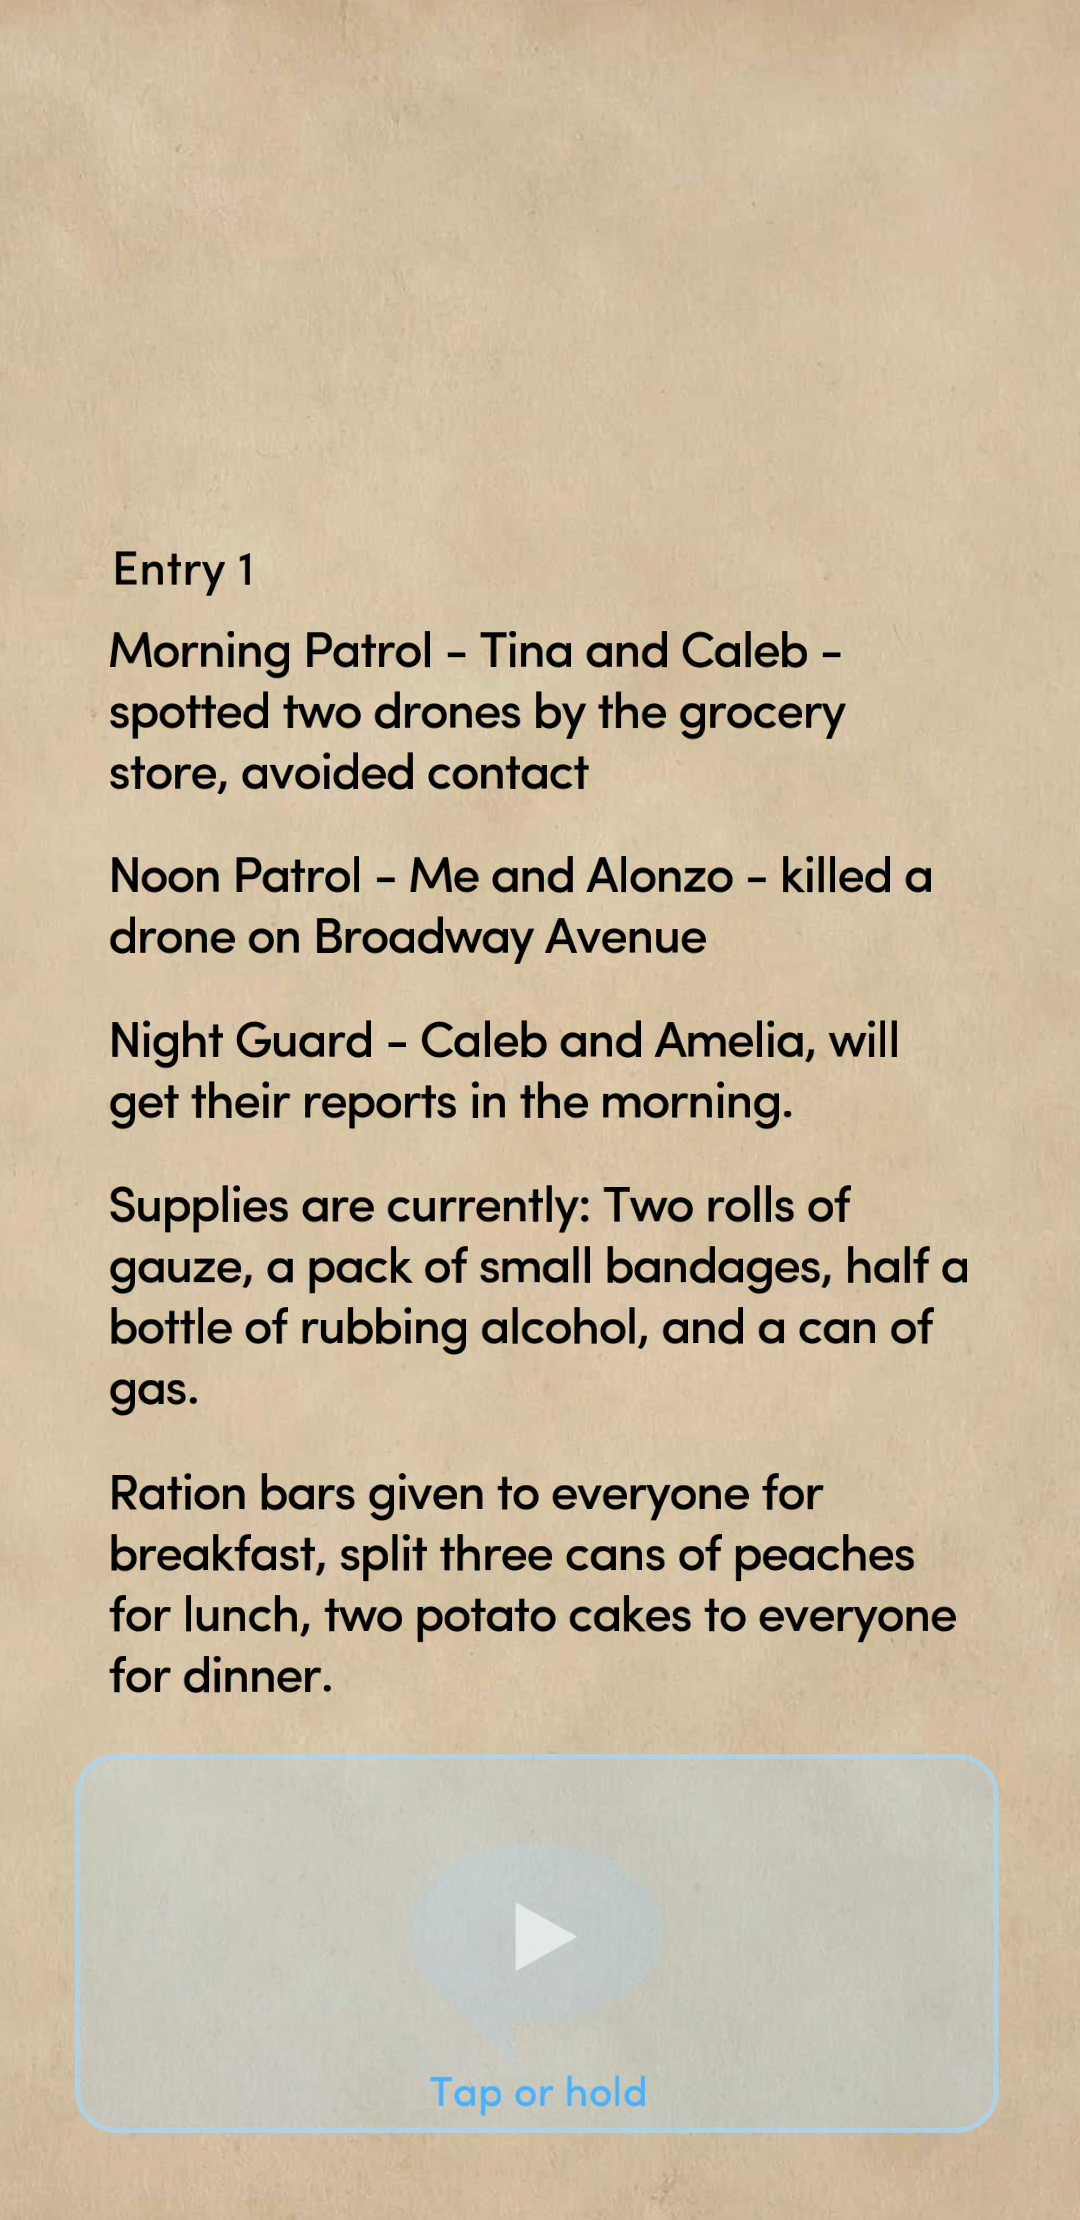 Entry 1
Morning Patrol - Tina and Caleb -
spotted two drones by the grocery
store, avoided contact
Noon Patrol - Me and Alonzo - killed a
drone on Broadway Avenue
Night Guard - Caleb and Amelia, will
get their reports in the morning.
Supplies are currently: Two rolls of
gauze, a pack of small bandages, half a
bottle of rubbing alcohol, and a can of
gas.
Ration bars given to everyone for
breakfast, split three cans of peaches
for lunch, two potato cakes to everyone
for dinner.
Tap or hold